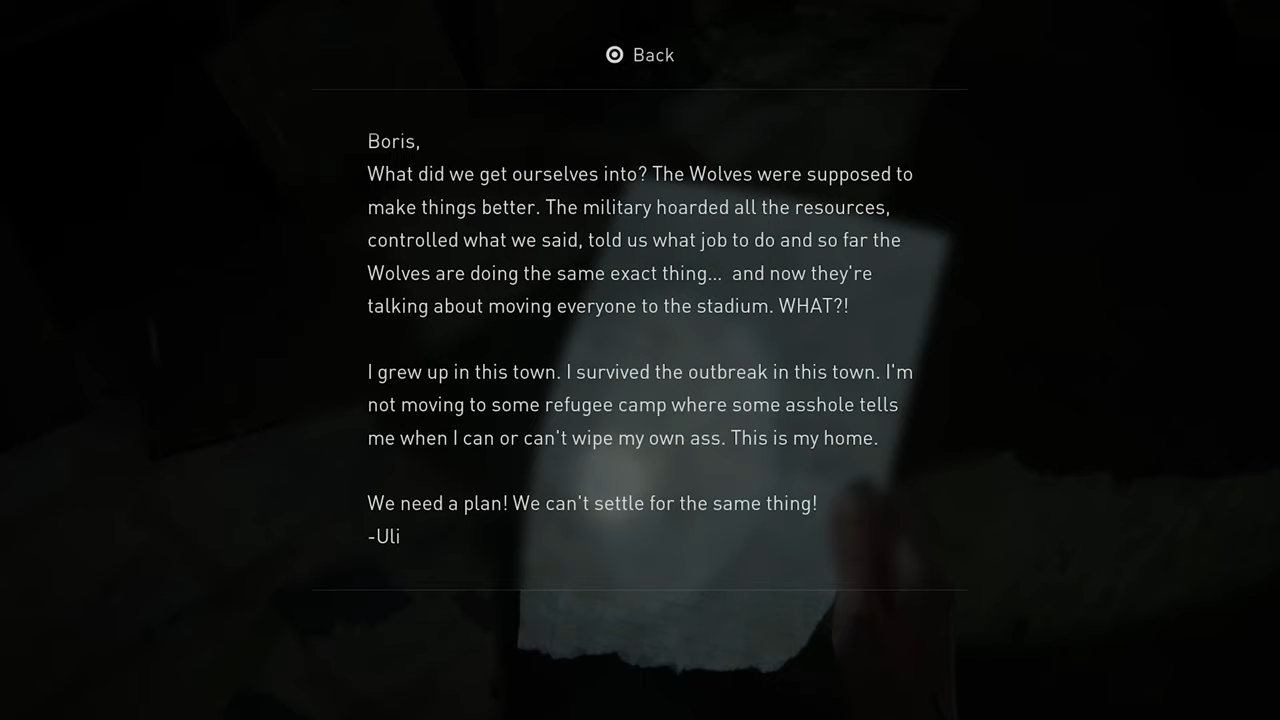 Back
Boris,
What did we get ourselves into? The Wolves were supposed to
make things better. The military hoarded all the resources,
controlled what we said, told us what job to do and so far the
Wolves are doing the same exact thing...  and now they're
talking about moving everyone to the stadium. WHAT?!
I grew up in this town. I survived the outbreak in this town. I'm
not moving to some refugee camp where some asshole tells
me when I can or can't wipe my own ass. This is my home.
We need a plan! We can't settle for the same thing!
-Uli